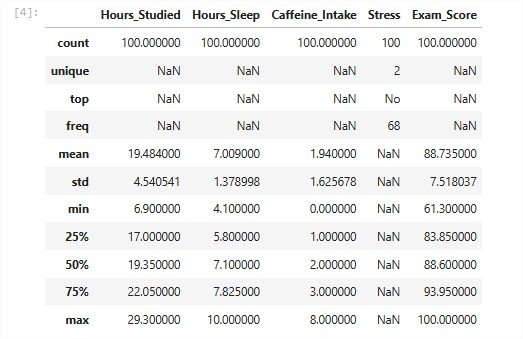 [4]:
Hours_Studied Hours_Sleep Caffeine_Intake Stress Exam_Score
count 100.000000 100.000000 100.000000 100 100.000000
unique NaN NaN NaN 2 NaN
top NaN NaN NaN No NaN
freq NaN NaN NaN 68 NaN
mean 19.484000 7.009000 1.940000 NaN 88.735000
std 4.540541 1.378998 1.625678 NaN 7.518037
min 6.900000 4.100000 0.000000 NaN 61.300000
25% 17.000000 5.800000 1.000000 NaN 83.850000
50% 19.350000 7.100000 2.000000 NaN 88.600000
75% 22.050000 7.825000 3.000000 NaN 93.950000
max 29.300000 10.000000 8.000000 NaN 100.000000